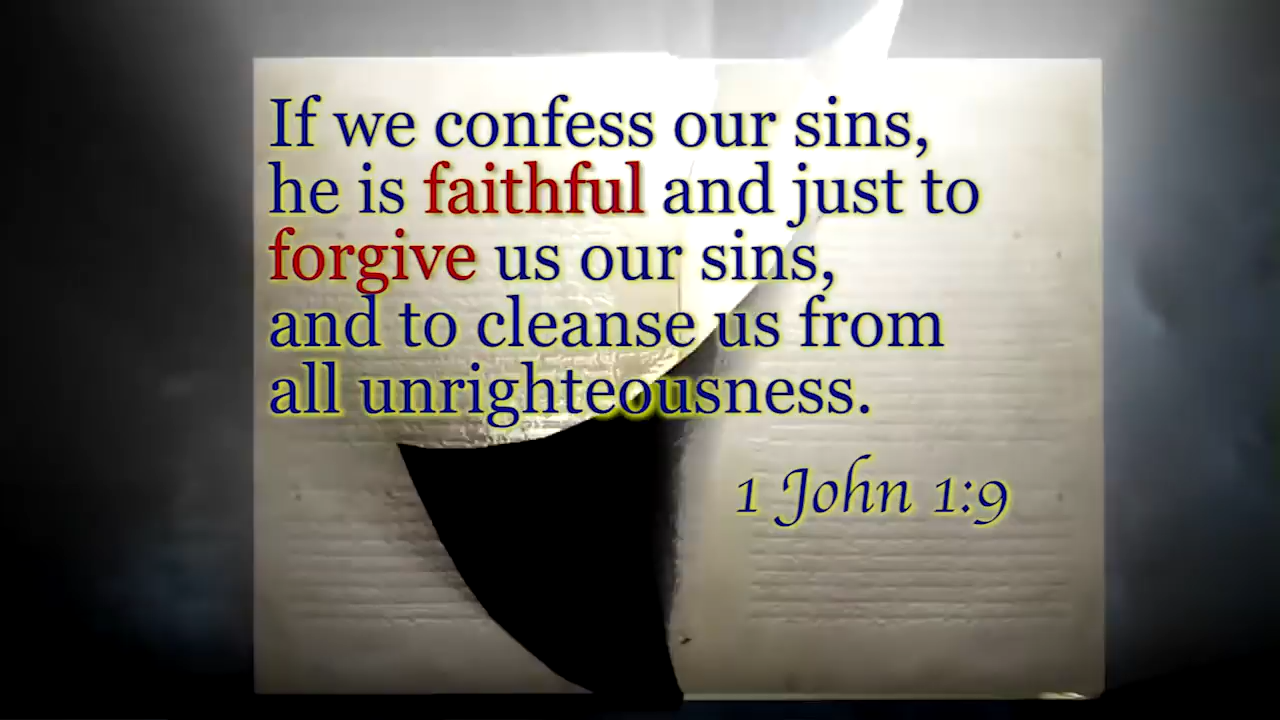 If we confess our sins,
he is faithful and just to
forgive us our sins,
and to cleanse us from
all unrighteousness.
1 John 1:9